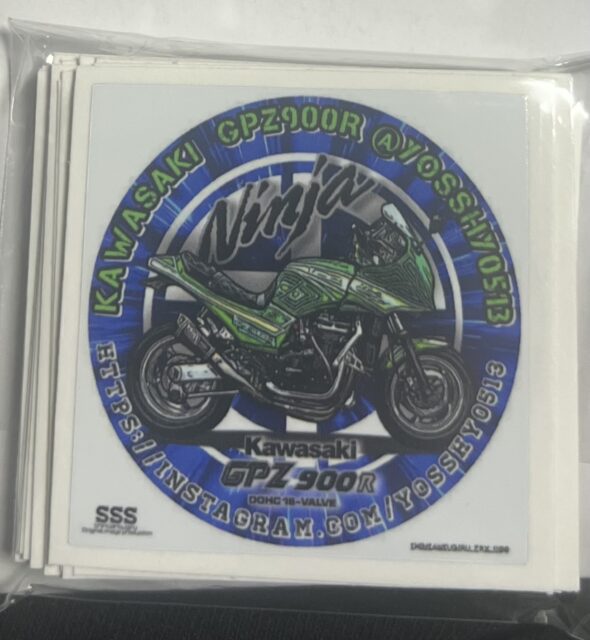 KAWASAKI GPZ900R @YOSSHY0513
Ninja
Kawasaki
GPZ 900R
DOHC 16-VALVE
HTTPS://INSTAGRAM.COM/YOSSHY0513
SSS